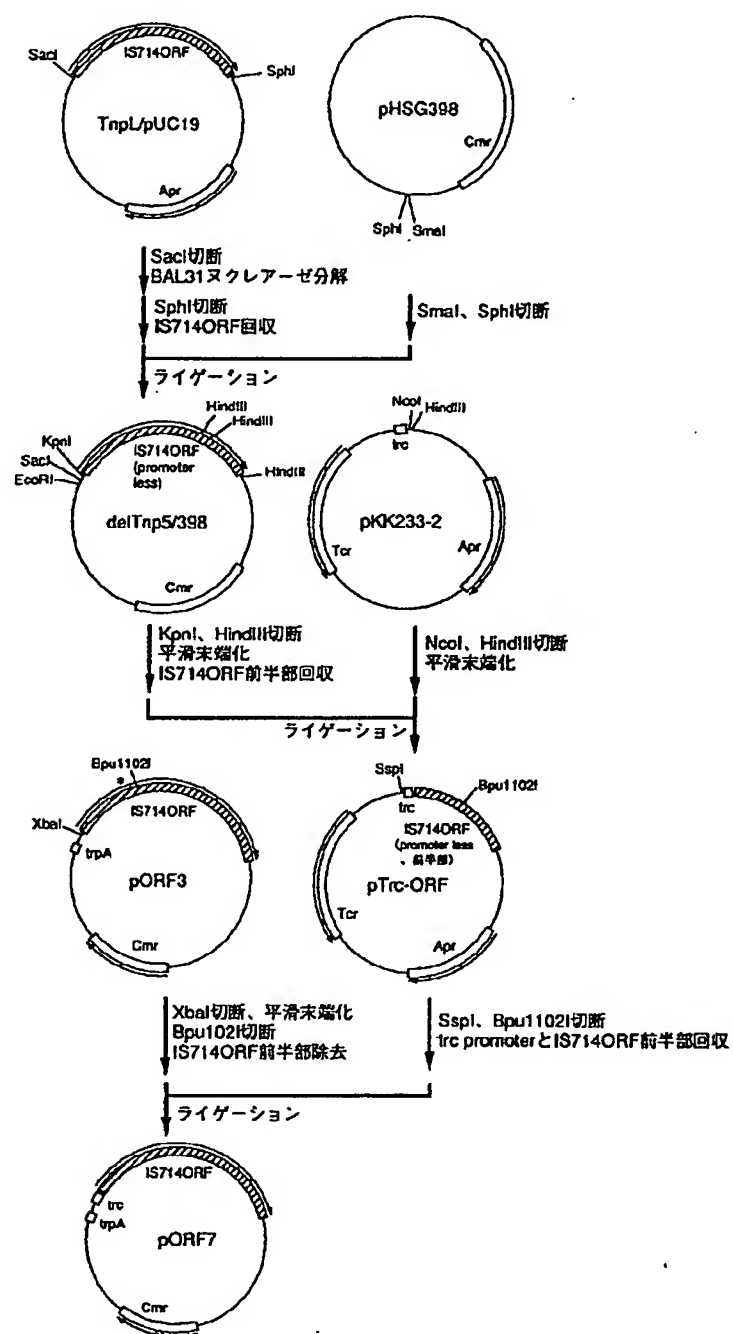 IS714ORF
SacI
SphI
TnpL/pUC19
Apr
pHSG398
Cmr
SphI
SmaI
SacI切断
BAL31ヌクレアーゼ分解
SphI切断
IS714ORF回収
SmaI、SphI切断
ライゲーション
HindIII
HindIII
KpnI
SacI
EcoRI
IS714ORF
(promoter
less)
HindIII
delTnp5/398
Cmr
NcoI
HindIII
trc
pKK233-2
Tcr
Apr
KpnI、HindIII切断
平滑末端化
IS714ORF前半部回収
NcoI、HindIII切断
平滑末端化
ライゲーション
Bpu1102I
*
XbaI
IS714ORF
trpA
pORF3
Cmr
SspI
Bpu1102I
trc
IS714ORF
(promoter less
、前半部)
pTrc-ORF
Tcr
Apr
XbaI切断、平滑末端化
Bpu102I切断
IS714ORF前半部除去
SspI、Bpu1102I切断
trc promoterとIS714ORF前半部回収
ライゲーション
IS714ORF
trc
trpA
pORF7
Cmr